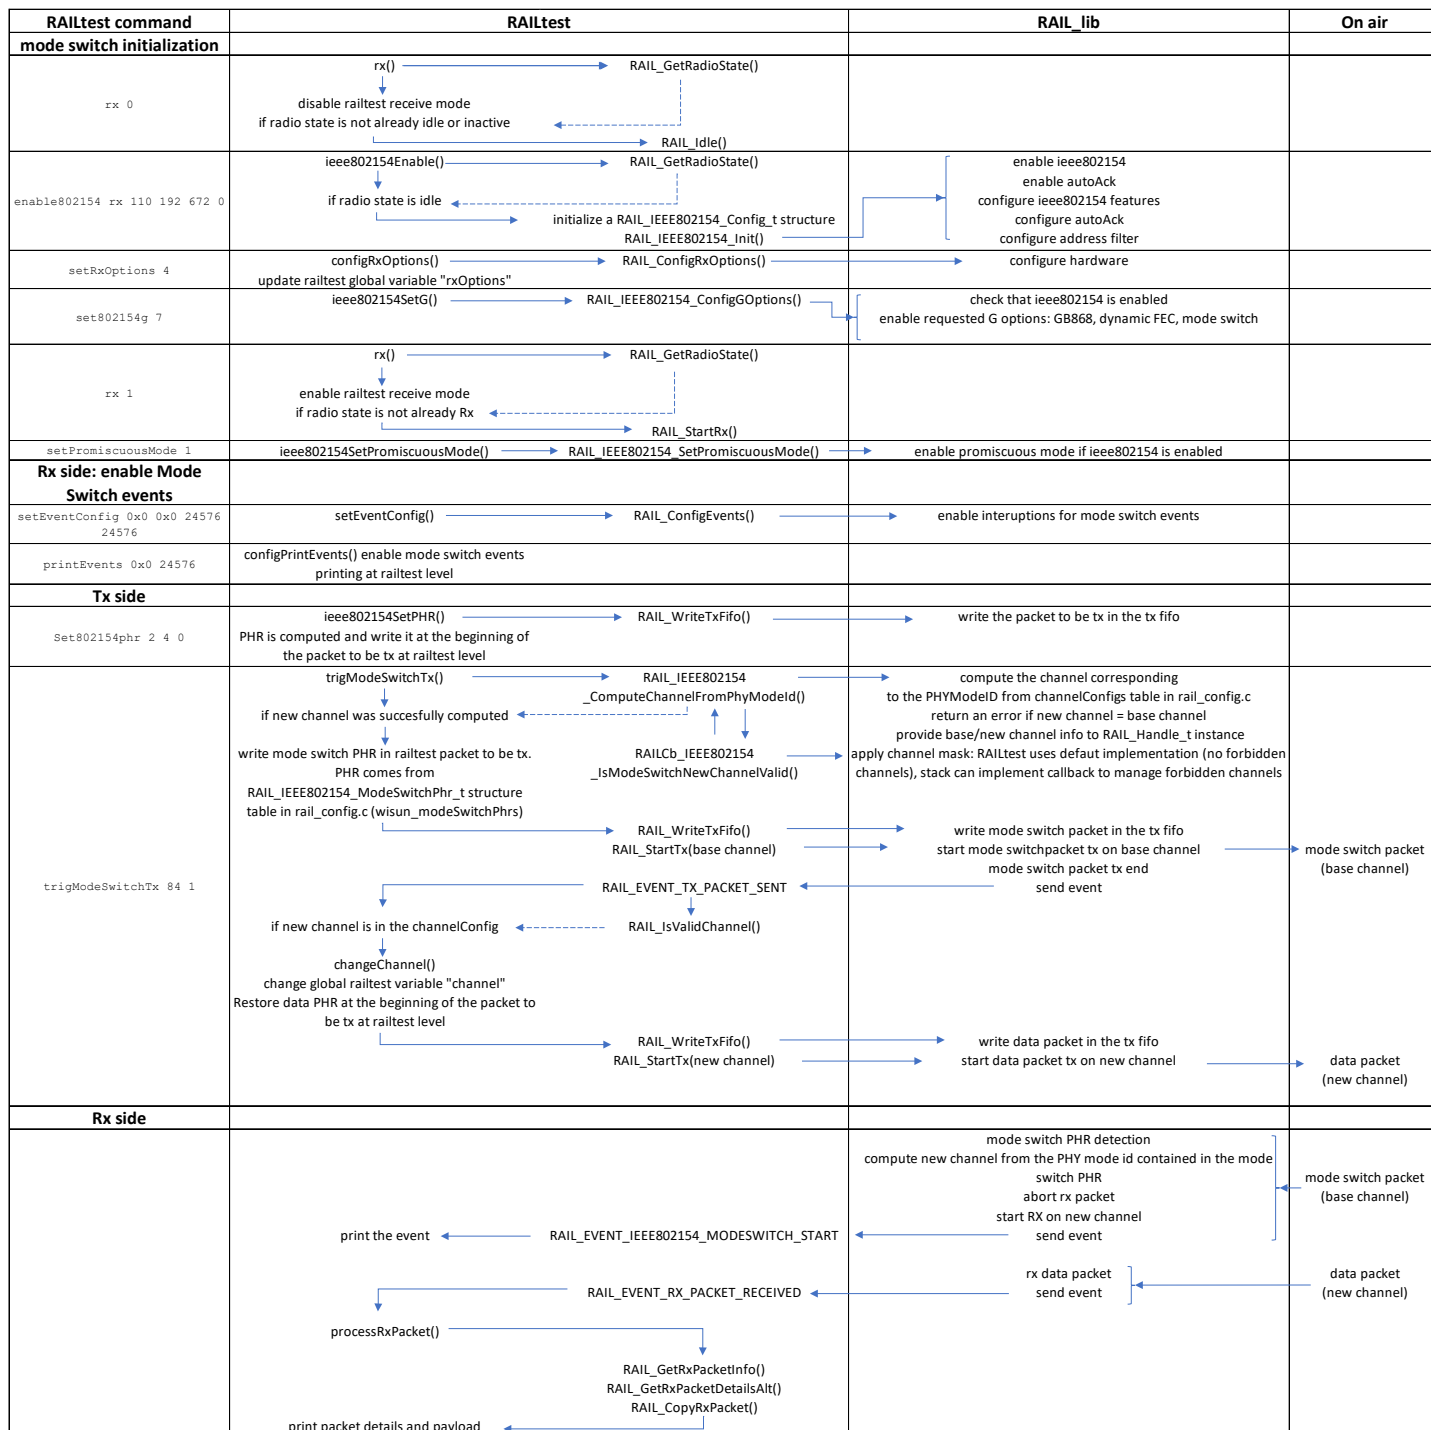 RAILtest command
RAILtest
RAIL_lib
On air
mode switch initialization
rx 0
rx()
RAIL_GetRadioState()
disable railtest receive mode
if radio state is not already idle or inactive
RAIL_Idle()
enable802154 rx 110 192 672 0
ieee802154Enable()
RAIL_GetRadioState()
if radio state is idle
initialize a RAIL_IEEE802154_Config_t structure
RAIL_IEEE802154_Init()
enable ieee802154
enable autoAck
configure ieee802154 features
configure autoAck
configure address filter
setRxOptions 4
configRxOptions()
RAIL_ConfigRxOptions()
configure hardware
update railtest global variable "rxOptions"
set802154g 7
ieee802154SetG()
RAIL_IEEE802154_ConfigGOptions()
check that ieee802154 is enabled
enable requested G options: GB868, dynamic FEC, mode switch
rx 1
rx()
RAIL_GetRadioState()
enable railtest receive mode
if radio state is not already Rx
RAIL_StartRx()
setPromiscuousMode 1
ieee802154SetPromiscuousMode()
RAIL_IEEE802154_SetPromiscuousMode()
enable promiscuous mode if ieee802154 is enabled
Rx side: enable Mode
Switch events
setEventConfig 0x0 0x0 24576
24576
setEventConfig()
RAIL_ConfigEvents()
enable interuptions for mode switch events
printEvents 0x0 24576
configPrintEvents() enable mode switch events
printing at railtest level
Tx side
Set802154phr 2 4 0
ieee802154SetPHR()
RAIL_WriteTxFifo()
write the packet to be tx in the tx fifo
PHR is computed and write it at the beginning of
the packet to be tx at railtest level
trigModeSwitchTx 84 1
trigModeSwitchTx()
RAIL_IEEE802154
_ComputeChannelFromPhyModeId()
compute the channel corresponding
to the PHYModeID from channelConfigs table in rail_config.c
return an error if new channel = base channel
provide base/new channel info to RAIL_Handle_t instance
if new channel was succesfully computed
RAILCb_IEEE802154
_IsModeSwitchNewChannelValid()
apply channel mask: RAILtest uses defaut implementation (no forbidden
channels), stack can implement callback to manage forbidden channels
write mode switch PHR in railtest packet to be tx.
PHR comes from
RAIL_IEEE802154_ModeSwitchPhr_t structure
table in rail_config.c (wisun_modeSwitchPhrs)
RAIL_WriteTxFifo()
write mode switch packet in the tx fifo
RAIL_StartTx(base channel)
start mode switchpacket tx on base channel
mode switch packet
(base channel)
mode switch packet tx end
RAIL_EVENT_TX_PACKET_SENT
send event
if new channel is in the channelConfig
RAIL_IsValidChannel()
changeChannel()
change global railtest variable "channel"
Restore data PHR at the beginning of the packet to
be tx at railtest level
RAIL_WriteTxFifo()
write data packet in the tx fifo
RAIL_StartTx(new channel)
start data packet tx on new channel
data packet
(new channel)
Rx side
mode switch PHR detection
compute new channel from the PHY mode id contained in the mode
switch PHR
abort rx packet
start RX on new channel
send event
mode switch packet
(base channel)
print the event
RAIL_EVENT_IEEE802154_MODESWITCH_START
rx data packet
send event
data packet
(new channel)
RAIL_EVENT_RX_PACKET_RECEIVED
processRxPacket()
RAIL_GetRxPacketInfo()
RAIL_GetRxPacketDetailsAlt()
RAIL_CopyRxPacket()
print packet details and payload